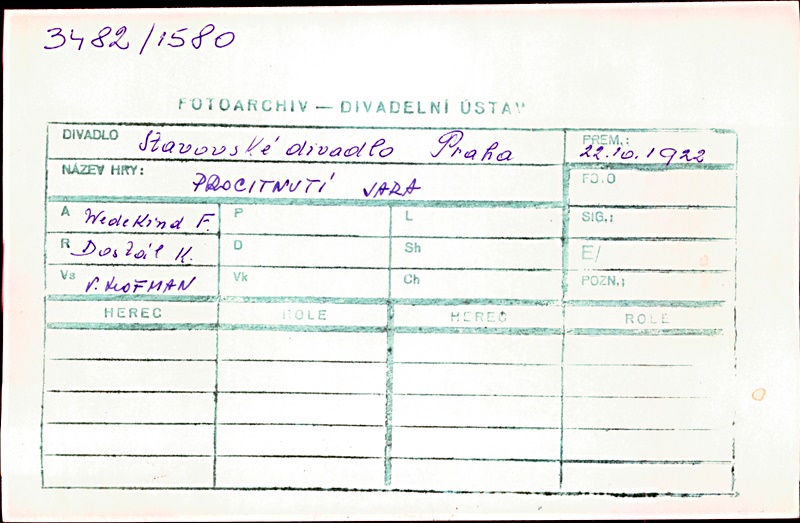 3482/1580
FOTOARCHIV — DIVADELNÍ ÚSTAV
DIVADLO Stavovské divadlo Praha PREM.: 22.10.1922
NÁZEV HRY: PROCITNUTÍ JARA FOTO
A Wedekind F. P L SIG.:
R Dostál K. D Sh E/
Vs V. HOFMAN Vk Ch POZN.:
HEREC ROLE HEREC ROLE